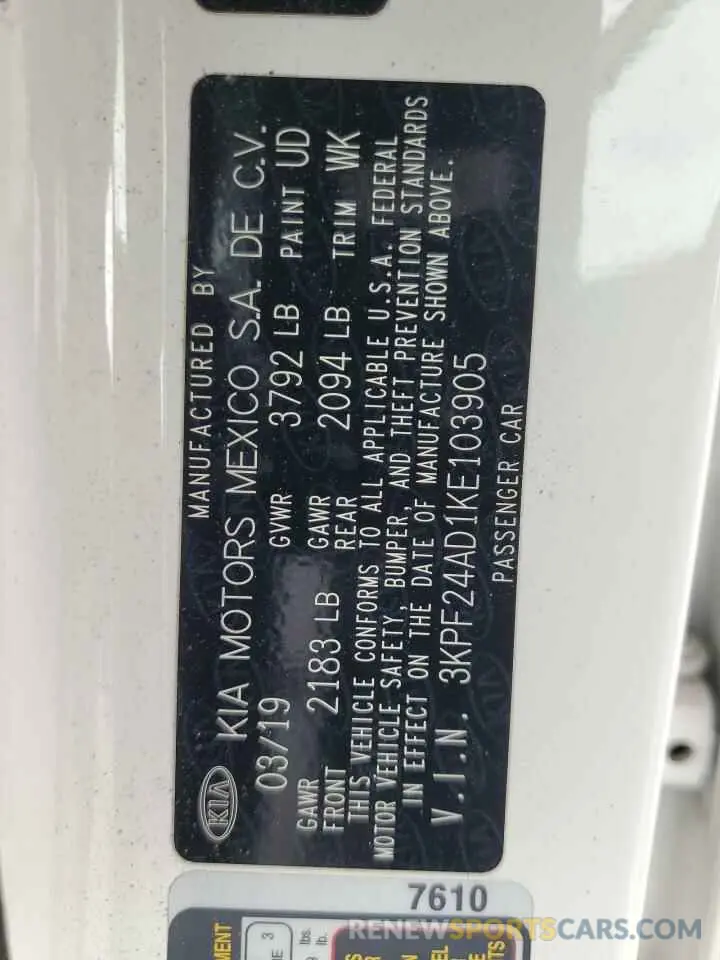 MANUFACTURED BY
KIA KIA MOTORS MEXICO S.A. DE C.V.
03/19 GVWR 3792 LB PAINT UD
GAWR FRONT 2183 LB GAWR REAR 2094 LB TRIM WK
THIS VEHICLE CONFORMS TO ALL APPLICABLE U.S.A. FEDERAL
MOTOR VEHICLE SAFETY, BUMPER, AND THEFT PREVENTION STANDARDS
IN EFFECT ON THE DATE OF MANUFACTURE SHOWN ABOVE.
V.I.N. 3KPF24AD1KE103905
PASSENGER CAR
7610
RENEWSPORTSCARS.COM